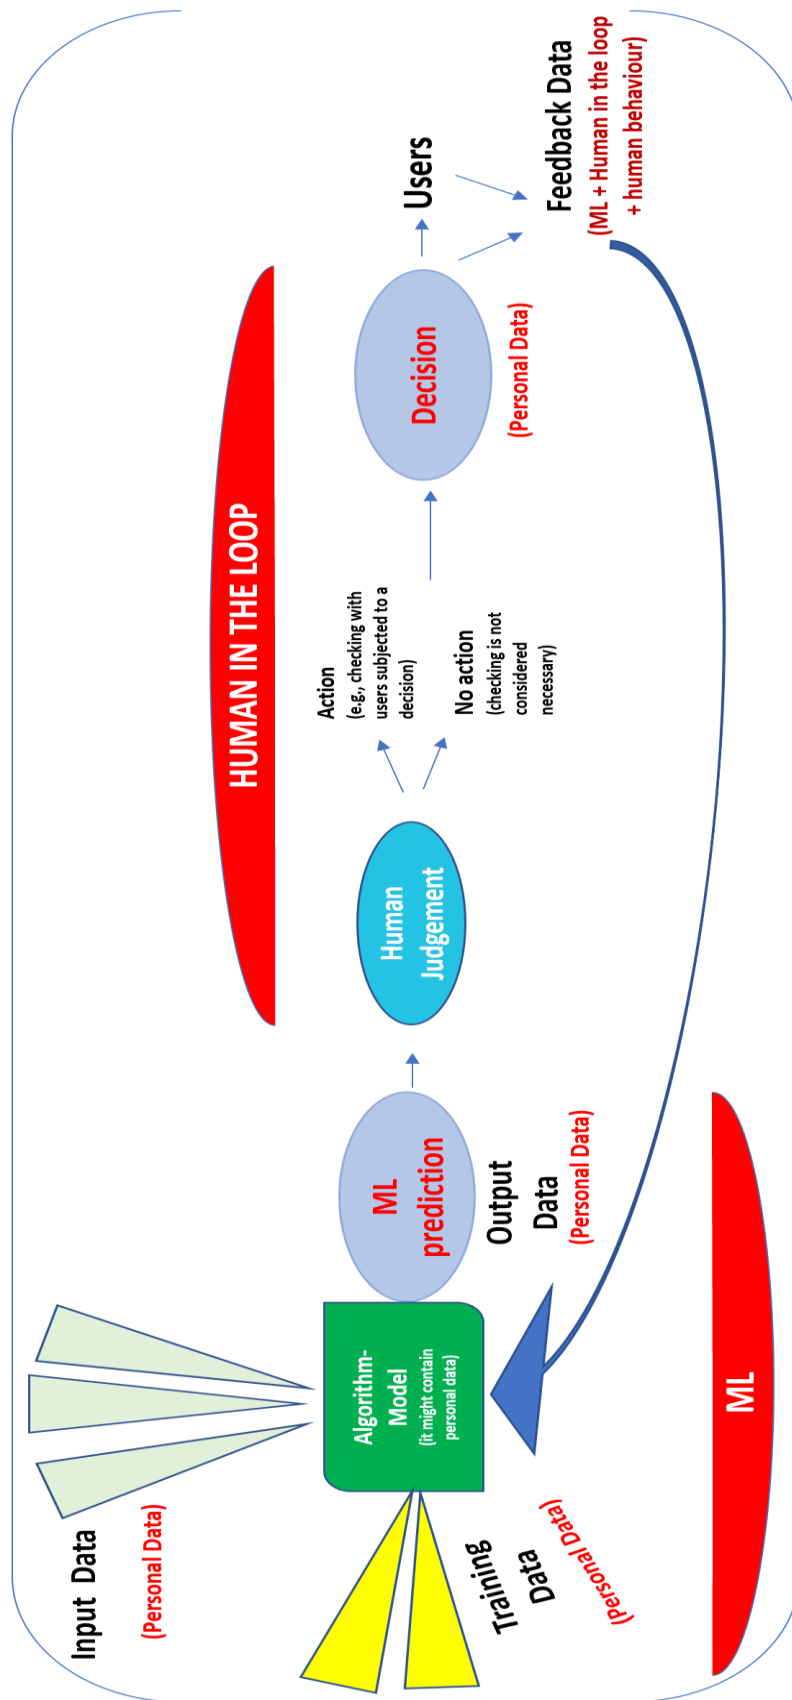 HUMAN IN THE LOOP
Input Data
(Personal Data)
Training
Data
(Personal Data)
Algorithm-
Model
(it might contain
personal data)
ML
prediction
Output
Data
(Personal Data)
Human
Judgement
Action
(e.g., checking with
users subjected to a
decision)
No action
(checking is not
considered
necessary)
Decision
(Personal Data)
Users
Feedback Data
(ML + Human in the loop
+ human behaviour)
ML